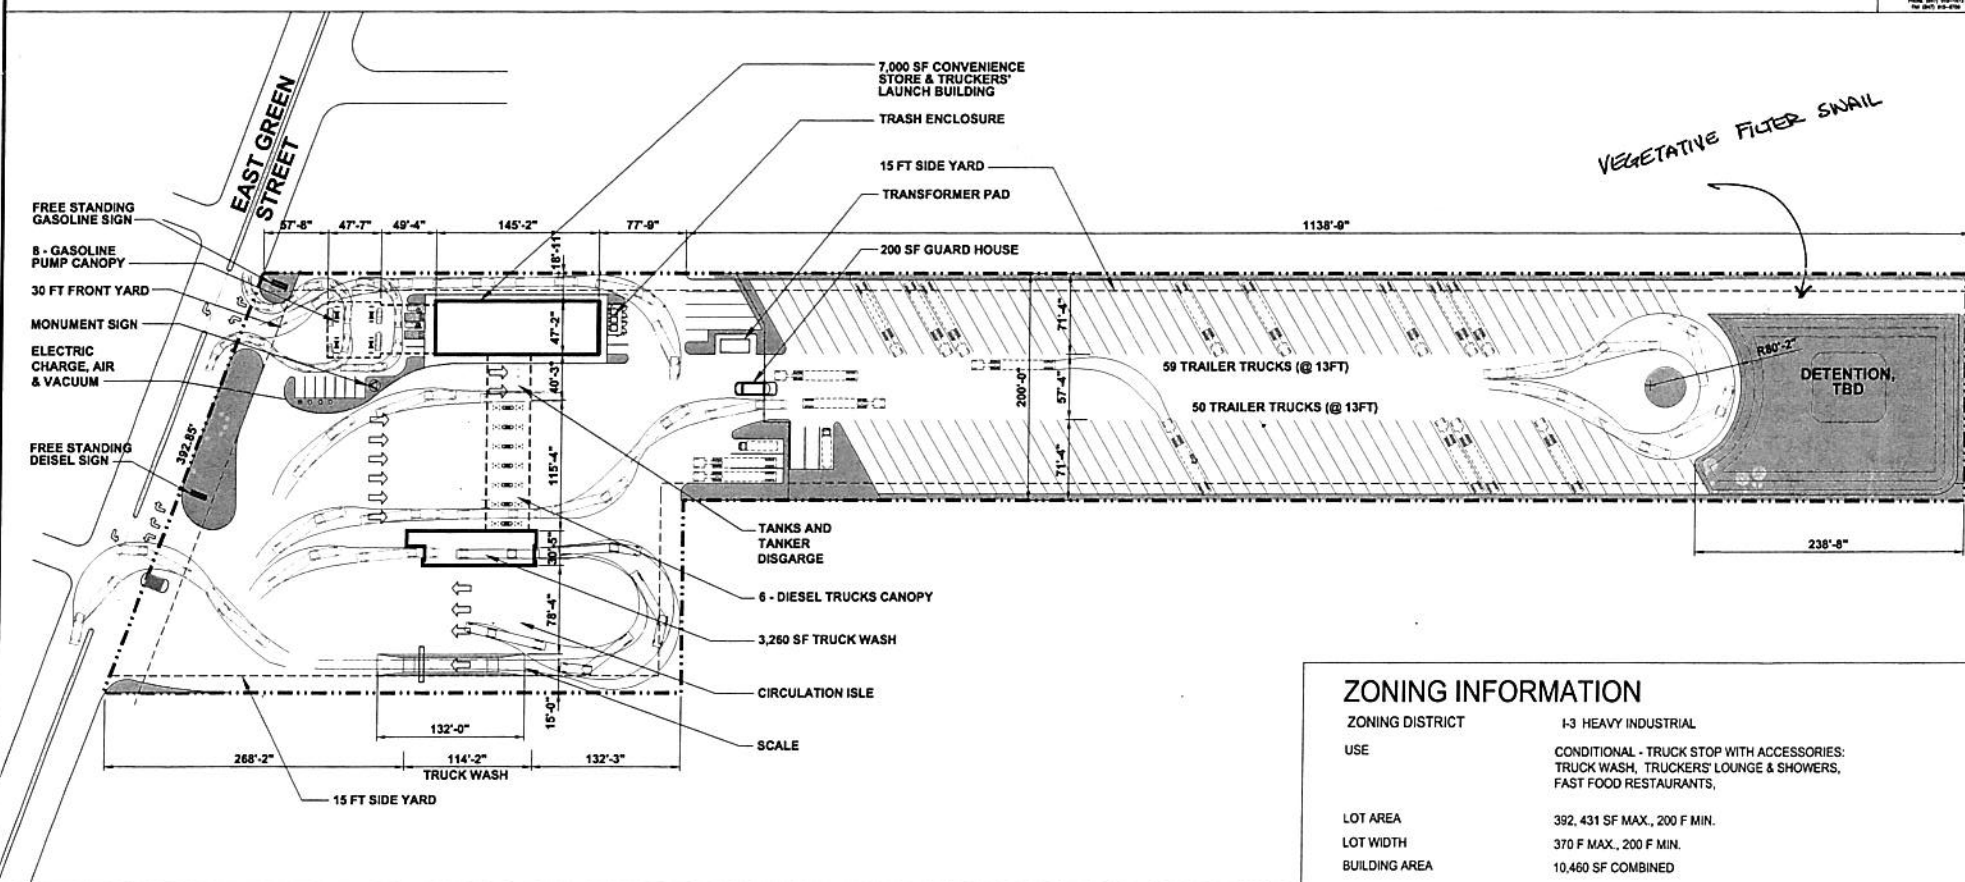 7,000 SF CONVENIENCE
STORE & TRUCKERS'
LAUNCH BUILDING
TRASH ENCLOSURE
15 FT SIDE YARD
TRANSFORMER PAD
200 SF GUARD HOUSE
VEGETATIVE FILTER SWAIL
EAST GREEN
STREET
FREE STANDING
GASOLINE SIGN
8 - GASOLINE
PUMP CANOPY
30 FT FRONT YARD
MONUMENT SIGN
ELECTRIC
CHARGE, AIR
& VACUUM
FREE STANDING
DEISEL SIGN
57'-8"
47'-7"
49'-4"
145'-2"
77'-9"
1138'-9"
18'-11"
47'-2"
40'-3"
115'-4"
30'-5"
78'-4"
15'-0"
392.85'
200'-0"
71'-4"
57'-4"
71'-4"
59 TRAILER TRUCKS (@ 13FT)
50 TRAILER TRUCKS (@ 13FT)
R80'-2"
DETENTION,
TBD
238'-8"
TANKS AND
TANKER
DISGARGE
6 - DIESEL TRUCKS CANOPY
3,260 SF TRUCK WASH
CIRCULATION ISLE
SCALE
132'-0"
268'-2"
114'-2"
132'-3"
TRUCK WASH
15 FT SIDE YARD
ZONING INFORMATION
ZONING DISTRICT I-3 HEAVY INDUSTRIAL
USE CONDITIONAL - TRUCK STOP WITH ACCESSORIES:
TRUCK WASH, TRUCKERS' LOUNGE & SHOWERS,
FAST FOOD RESTAURANTS,
LOT AREA 392, 431 SF MAX., 200 F MIN.
LOT WIDTH 370 F MAX., 200 F MIN.
BUILDING AREA 10,460 SF COMBINED